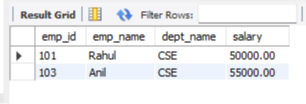 Result Grid Filter Rows:
emp_id emp_name dept_name salary
101 Rahul CSE 50000.00
103 Anil CSE 55000.00